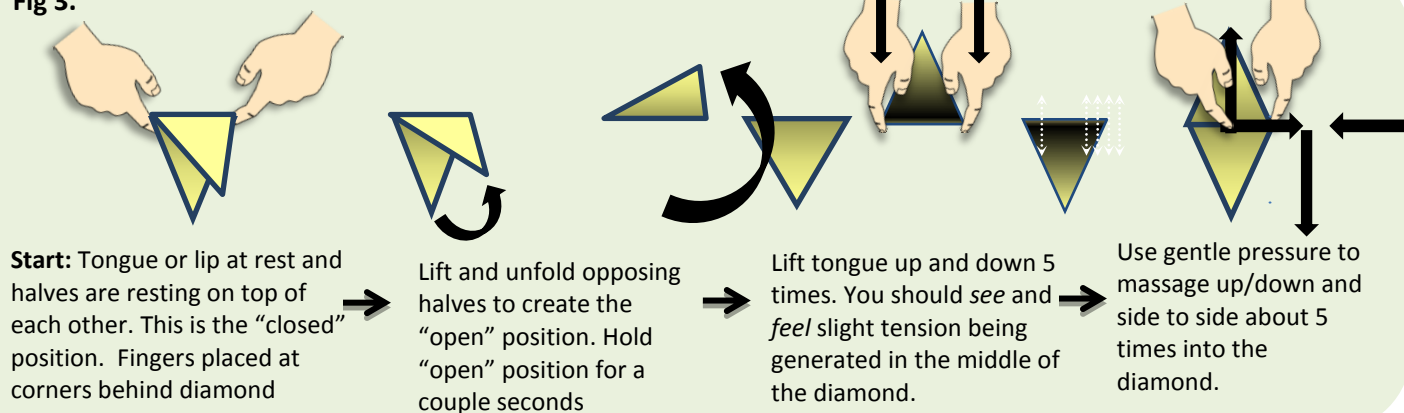 Fig 3.
Start: Tongue or lip at rest and
halves are resting on top of
each other. This is the “closed”
position.  Fingers placed at
corners behind diamond
Lift and unfold opposing
halves to create the
“open” position. Hold
“open” position for a
couple seconds
Lift tongue up and down 5
times. You should see and
feel slight tension being
generated in the middle of
the diamond.
Use gentle pressure to
massage up/down and
side to side about 5
times into the
diamond.